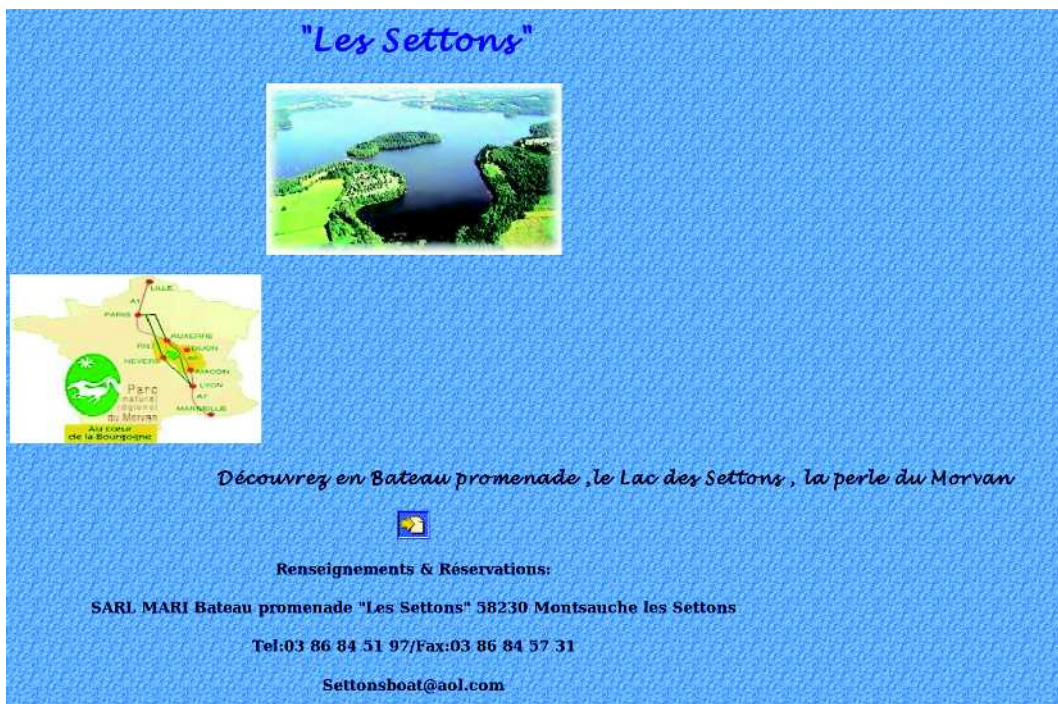 "Les Settons"
LILLE
A1
PARIS
AUXERRE
DIJON
NEVERS
MACON
LYON
A7
MARSEILLE
Parc
naturel
régional
du Morvan
Au cœur
de la Bourgogne
Découvrez en Bateau promenade ,le Lac des Settons , la perle du Morvan
Renseignements & Réservations:
SARL MARI Bateau promenade "Les Settons" 58230 Montsauche les Settons
Tel:03 86 84 51 97/Fax:03 86 84 57 31
Settonsboat@aol.com